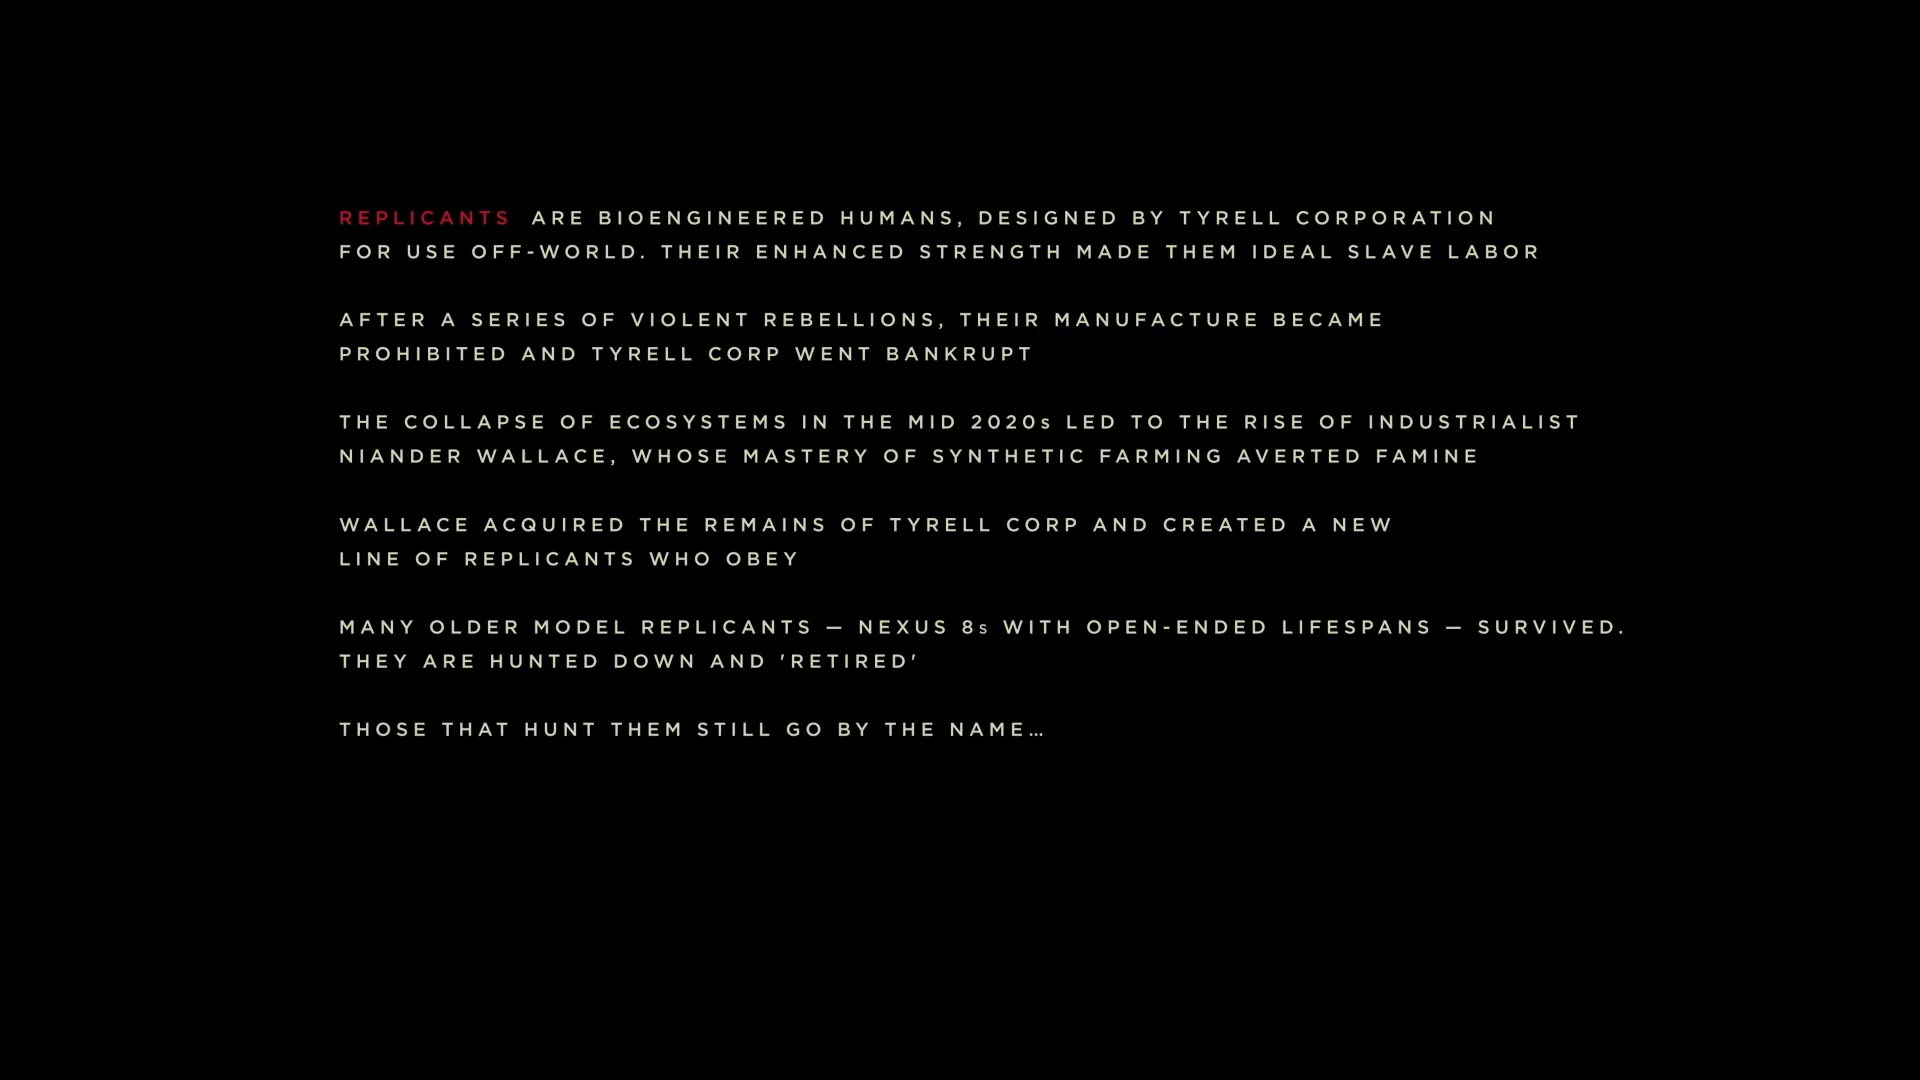 REPLICANTS ARE BIOENGINEERED HUMANS, DESIGNED BY TYRELL CORPORATION
FOR USE OFF-WORLD. THEIR ENHANCED STRENGTH MADE THEM IDEAL SLAVE LABOR
AFTER A SERIES OF VIOLENT REBELLIONS, THEIR MANUFACTURE BECAME
PROHIBITED AND TYRELL CORP WENT BANKRUPT
THE COLLAPSE OF ECOSYSTEMS IN THE MID 2020s LED TO THE RISE OF INDUSTRIALIST
NIANDER WALLACE, WHOSE MASTERY OF SYNTHETIC FARMING AVERTED FAMINE
WALLACE ACQUIRED THE REMAINS OF TYRELL CORP AND CREATED A NEW
LINE OF REPLICANTS WHO OBEY
MANY OLDER MODEL REPLICANTS — NEXUS 8s WITH OPEN-ENDED LIFESPANS — SURVIVED.
THEY ARE HUNTED DOWN AND 'RETIRED'
THOSE THAT HUNT THEM STILL GO BY THE NAME…